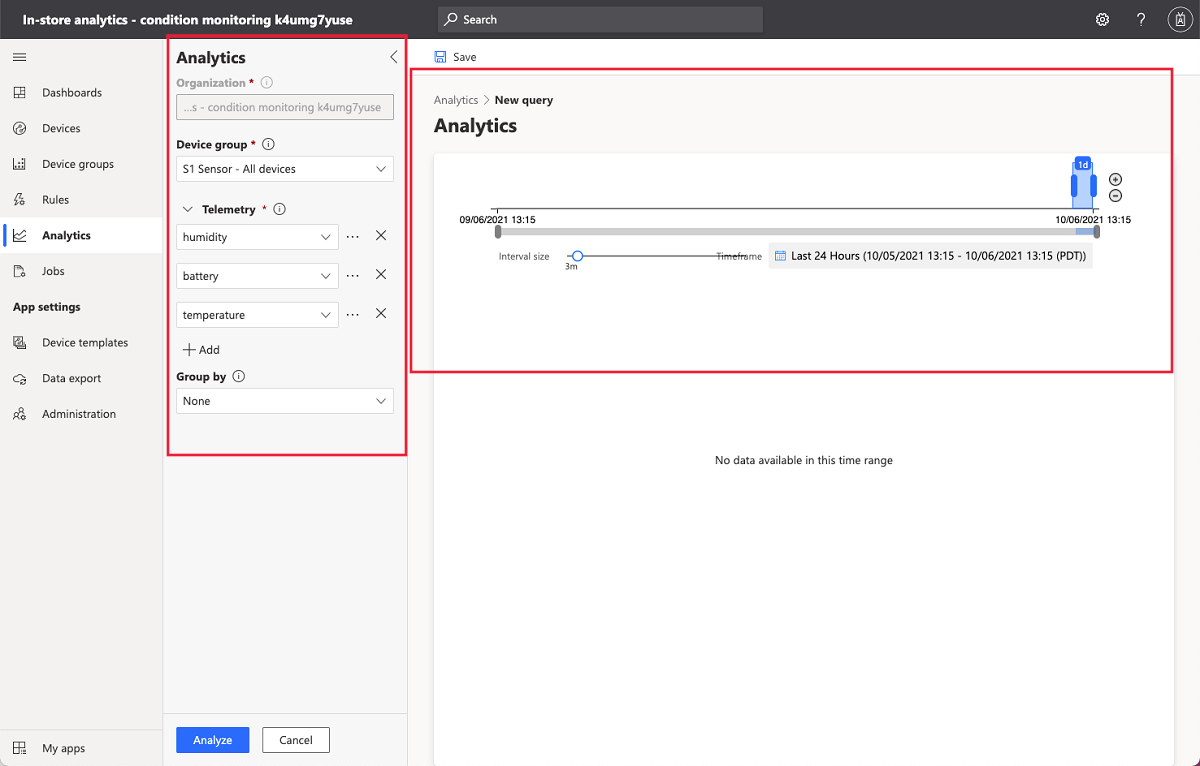 In-store analytics - condition monitoring k4umg7yuse
Search
?
Dashboards
Devices
Device groups
Rules
Analytics
Jobs
App settings
Device templates
Data export
Administration
My apps
Analytics
Organization *
...s - condition monitoring k4umg7yuse
Device group *
S1 Sensor - All devices
Telemetry *
humidity
battery
temperature
Add
Group by
None
Analyze
Cancel
Save
Analytics > New query
Analytics
1d
09/06/2021 13:15
10/06/2021 13:15
Interval size
3m
Timeframe
Last 24 Hours (10/05/2021 13:15 - 10/06/2021 13:15 (PDT))
No data available in this time range